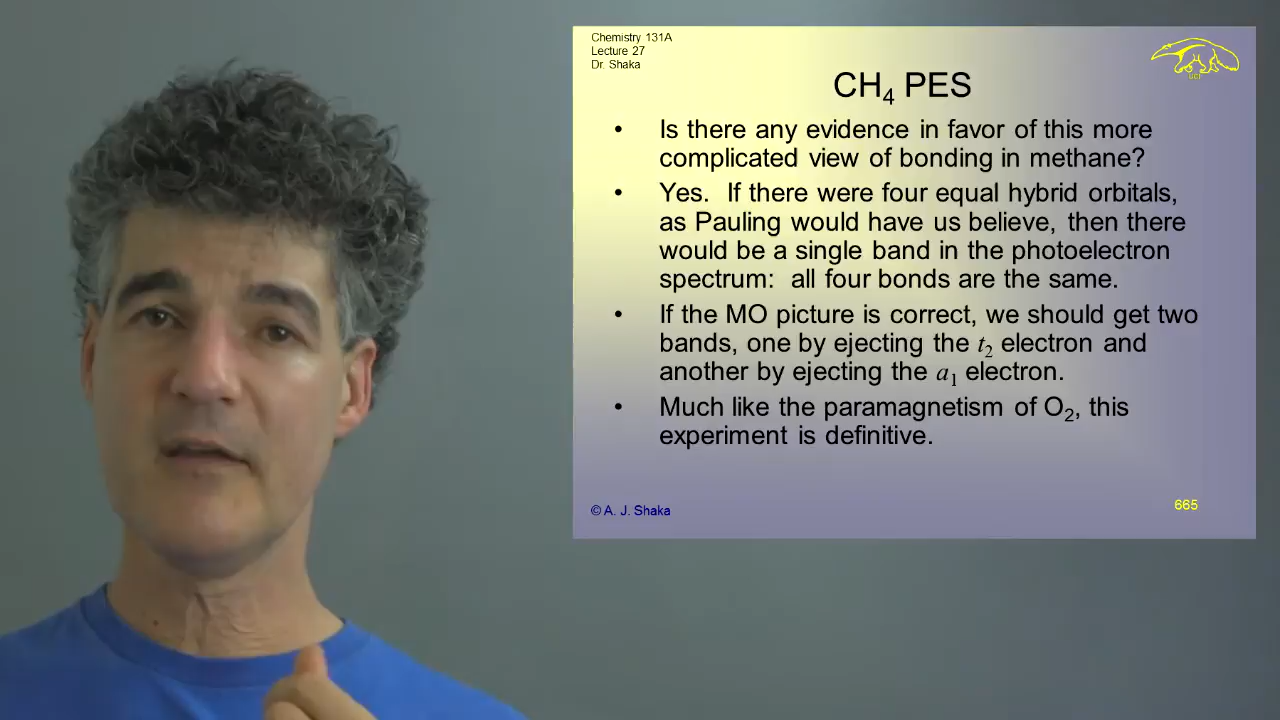 Chemistry 131A
Lecture 27
Dr. Shaka
UCI
CH₄ PES
• Is there any evidence in favor of this more
complicated view of bonding in methane?
• Yes. If there were four equal hybrid orbitals,
as Pauling would have us believe, then there
would be a single band in the photoelectron
spectrum: all four bonds are the same.
• If the MO picture is correct, we should get two
bands, one by ejecting the t₂ electron and
another by ejecting the a₁ electron.
• Much like the paramagnetism of O₂, this
experiment is definitive.
© A. J. Shaka
665